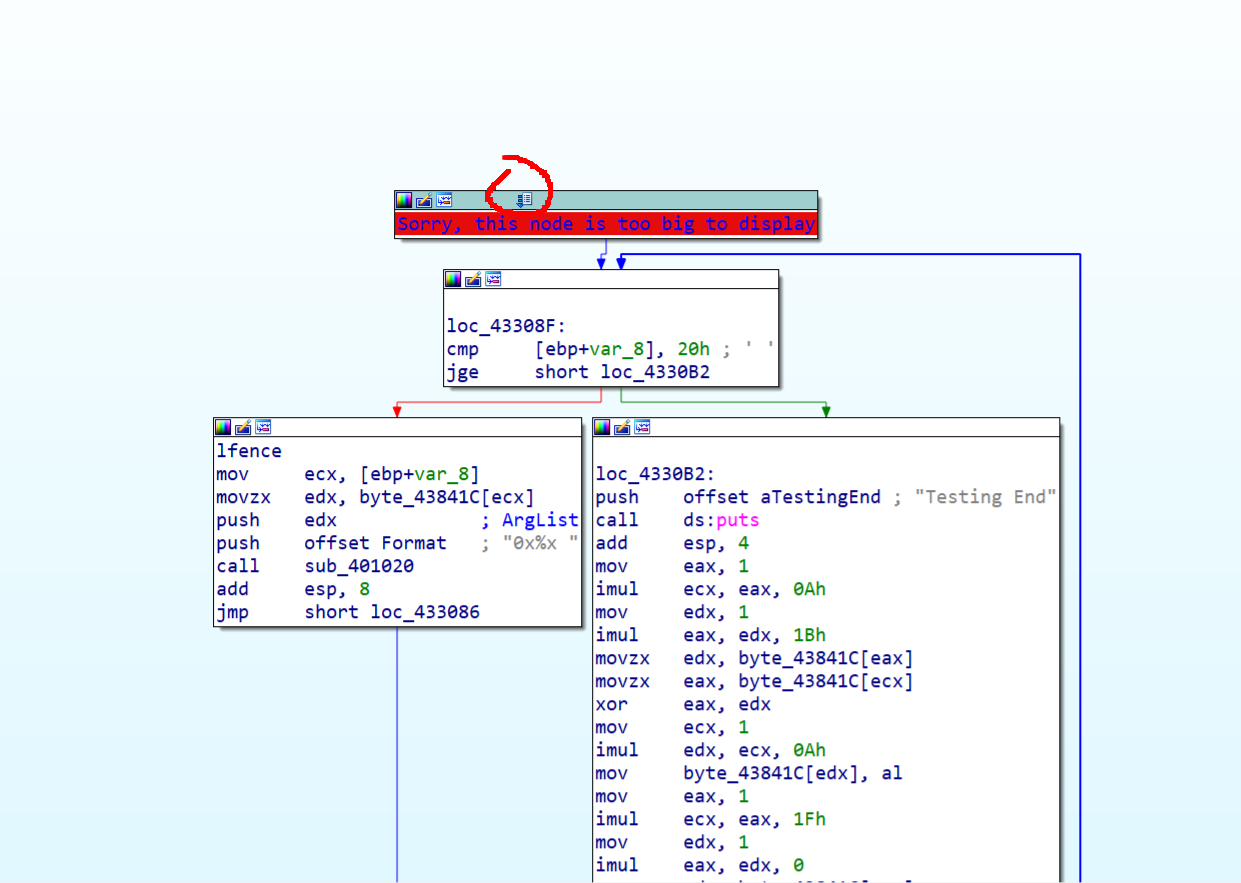 Sorry, this node is too big to display
loc_43308F:
cmp [ebp+var_8], 20h ; ' '
jge short loc_4330B2
lfence
mov ecx, [ebp+var_8]
movzx edx, byte_43841C[ecx]
push edx ; ArgList
push offset Format ; "0x%x "
call sub_401020
add esp, 8
jmp short loc_433086
loc_4330B2:
push offset aTestingEnd ; "Testing End"
call ds:puts
add esp, 4
mov eax, 1
imul ecx, eax, 0Ah
mov edx, 1
imul eax, edx, 1Bh
movzx edx, byte_43841C[eax]
movzx eax, byte_43841C[ecx]
xor eax, edx
mov ecx, 1
imul edx, ecx, 0Ah
mov byte_43841C[edx], al
mov eax, 1
imul ecx, eax, 1Fh
mov edx, 1
imul eax, edx, 0